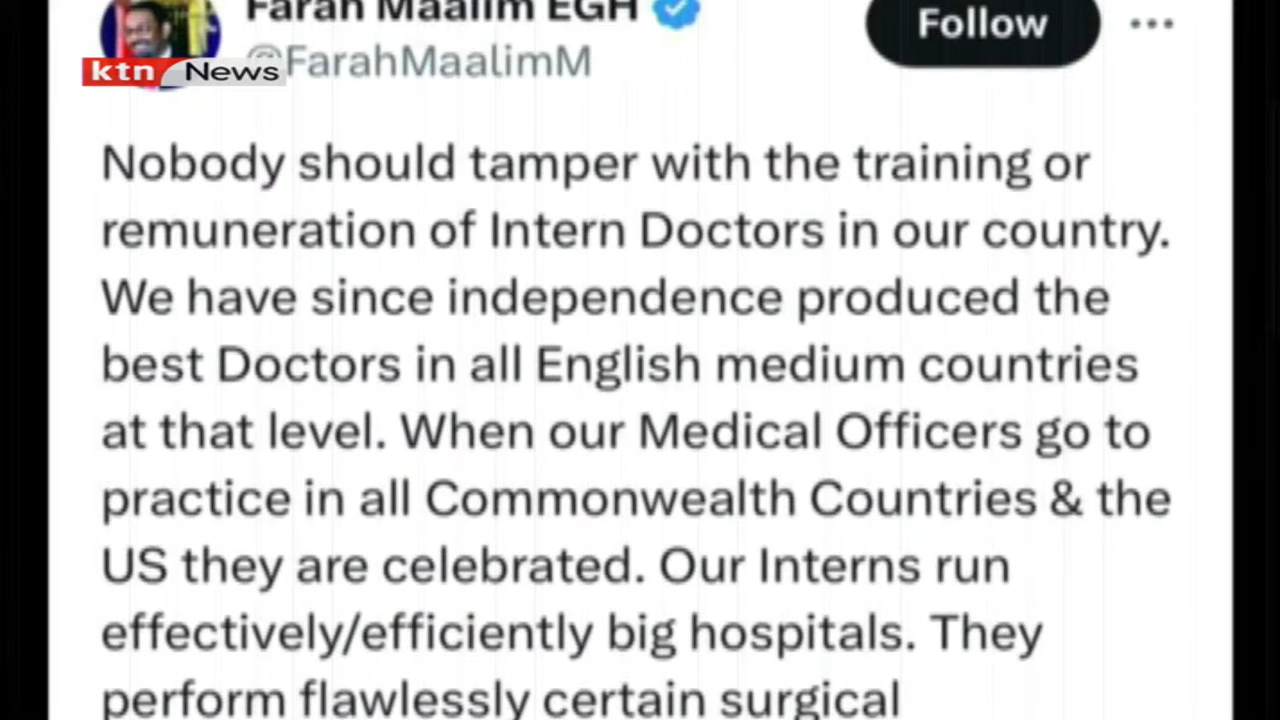 Farah Maalim EGH
Follow
@FarahMaalimM
ktn News
Nobody should tamper with the training or
remuneration of Intern Doctors in our country.
We have since independence produced the
best Doctors in all English medium countries
at that level. When our Medical Officers go to
practice in all Commonwealth Countries & the
US they are celebrated. Our Interns run
effectively/efficiently big hospitals. They
perform flawlessly certain surgical